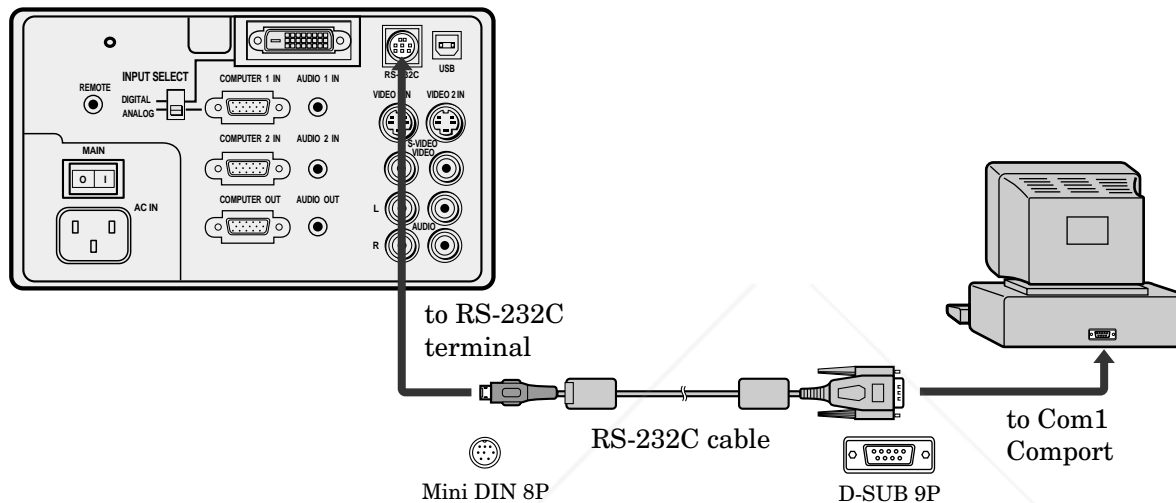 RS-232C
USB
INPUT SELECT
COMPUTER 1 IN
AUDIO 1 IN
REMOTE
DIGITAL
ANALOG
VIDEO 1 IN
VIDEO 2 IN
COMPUTER 2 IN
AUDIO 2 IN
S-VIDEO
VIDEO
MAIN
O I
AC IN
COMPUTER OUT
AUDIO OUT
L
AUDIO
R
to RS-232C
terminal
RS-232C cable
to Com1
Comport
Mini DIN 8P
D-SUB 9P